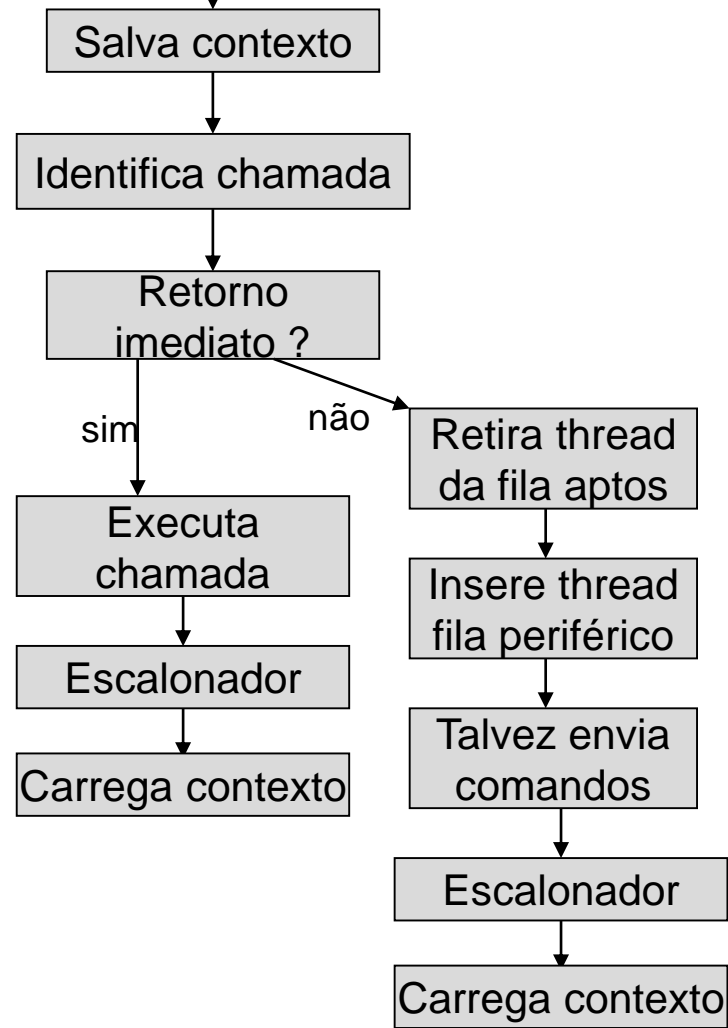 Salva contexto
Identifica chamada
Retorno
imediato ?
sim
não
Executa
chamada
Escalonador
Carrega contexto
Retira thread
da fila aptos
Insere thread
fila periférico
Talvez envia
comandos
Escalonador
Carrega contexto